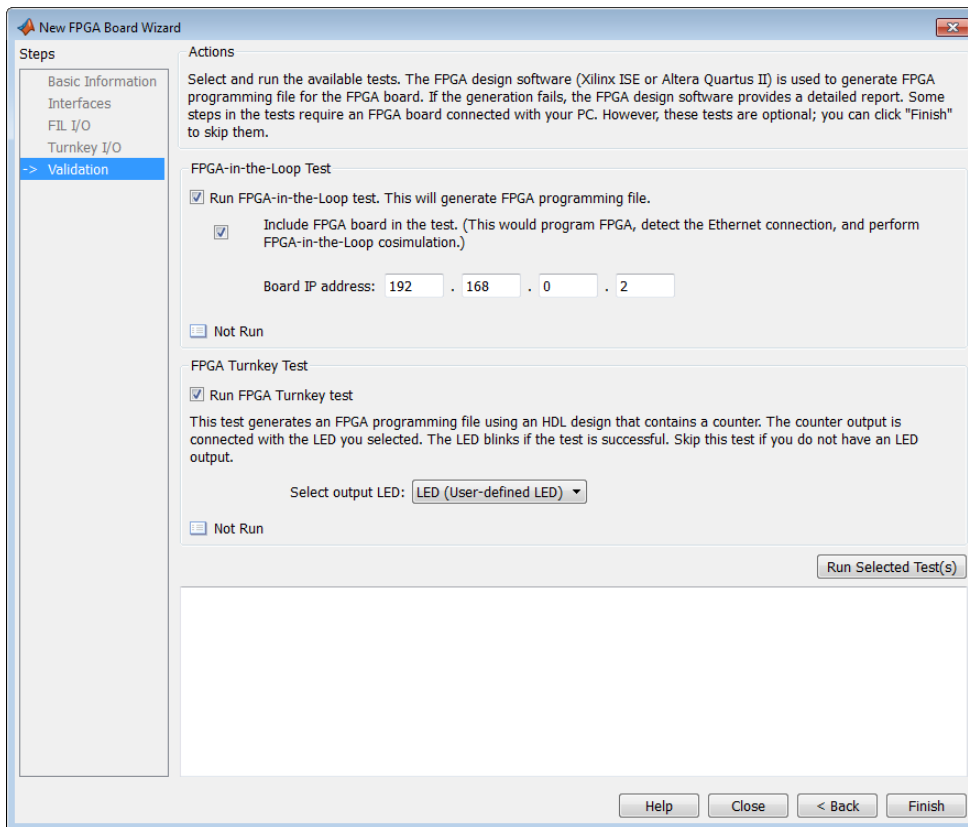 New FPGA Board Wizard
Steps
Basic Information
Interfaces
FIL I/O
Turnkey I/O
-> Validation
Actions
Select and run the available tests. The FPGA design software (Xilinx ISE or Altera Quartus II) is used to generate FPGA
programming file for the FPGA board. If the generation fails, the FPGA design software provides a detailed report. Some
steps in the tests require an FPGA board connected with your PC. However, these tests are optional; you can click "Finish"
to skip them.
FPGA-in-the-Loop Test
Run FPGA-in-the-Loop test. This will generate FPGA programming file.
Include FPGA board in the test. (This would program FPGA, detect the Ethernet connection, and perform
FPGA-in-the-Loop cosimulation.)
Board IP address: 192 . 168 . 0 . 2
Not Run
FPGA Turnkey Test
Run FPGA Turnkey test
This test generates an FPGA programming file using an HDL design that contains a counter. The counter output is
connected with the LED you selected. The LED blinks if the test is successful. Skip this test if you do not have an LED
output.
Select output LED: LED (User-defined LED)
Not Run
Run Selected Test(s)
Help Close < Back Finish